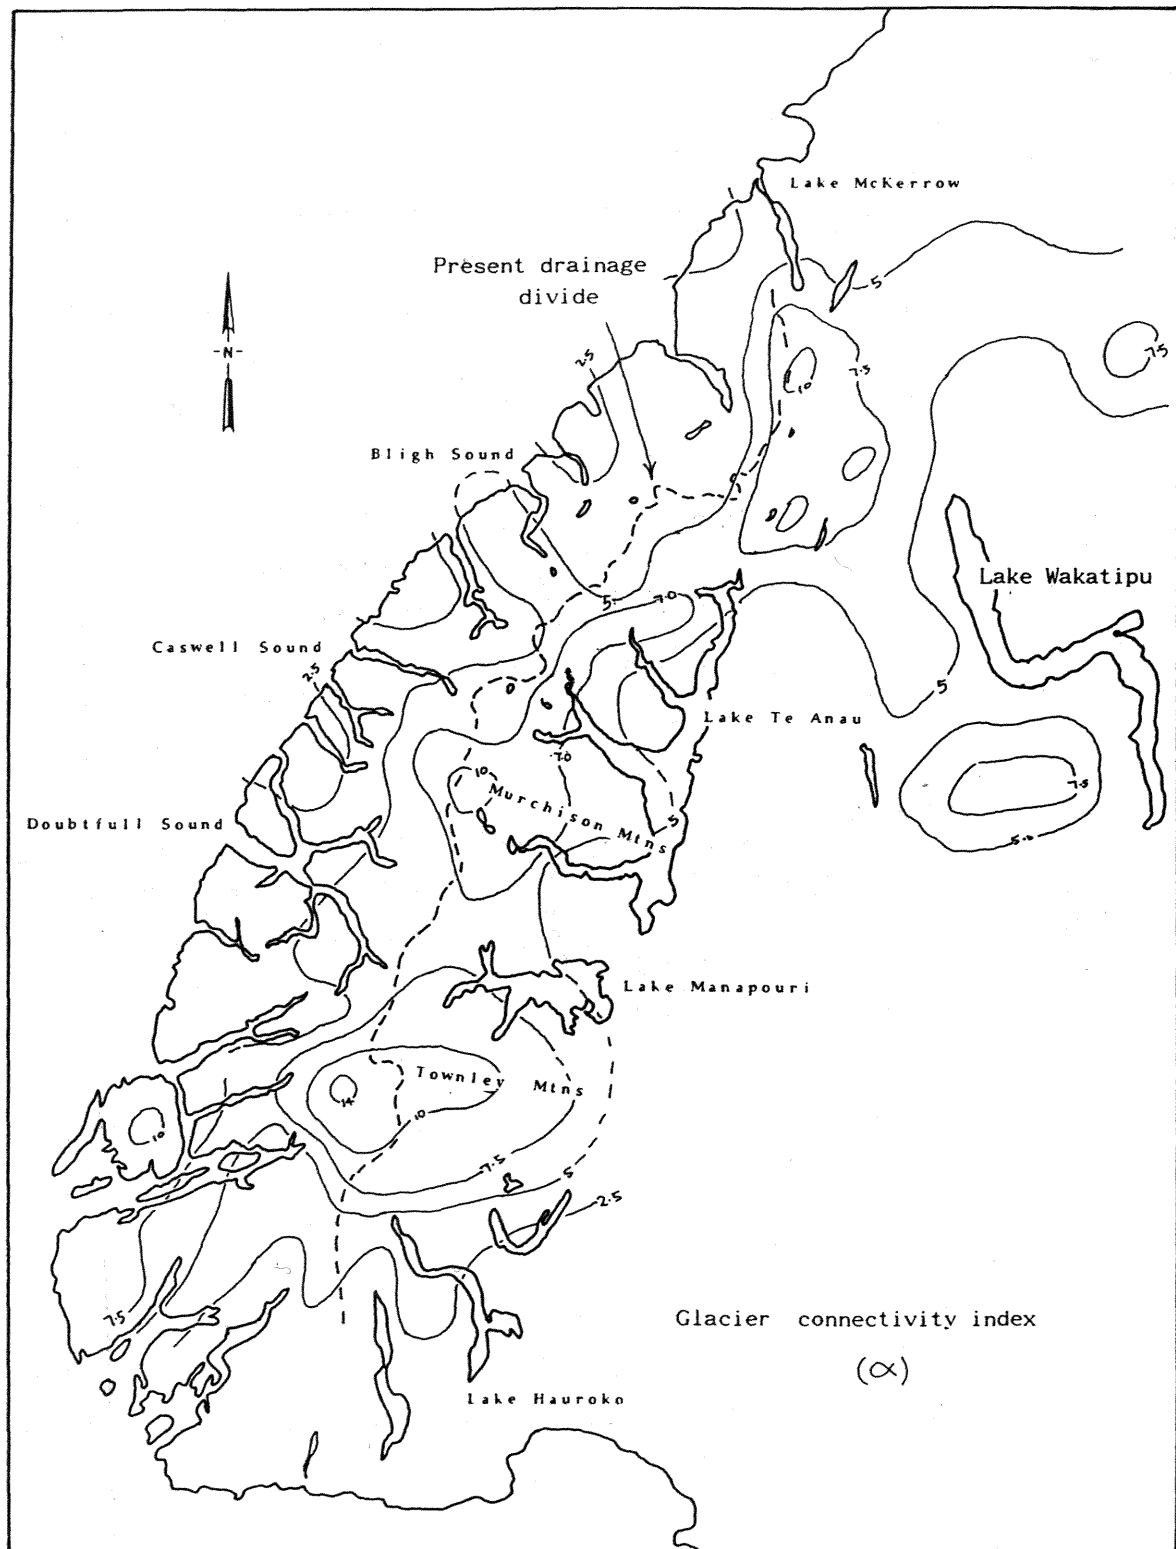 Lake McKerrow
Present drainage
divide
5
-N-
7.5
2.5
7.5
10
Bligh Sound
Lake Wakatipu
5
7.0
Caswell Sound
2.5
5
Lake Te Anau
7.0
10
7.5
Murchison Mtns
5
Doubtfull Sound
5
Lake Manapouri
Townley Mtns
14
10
10
7.5
5
2.5
7.5
Glacier connectivity index
(α)
Lake Hauroko